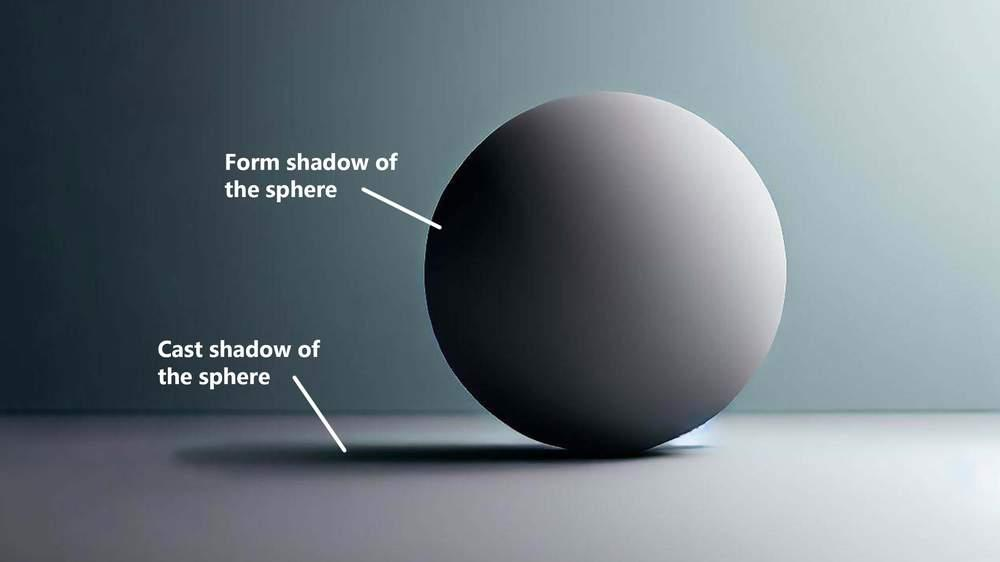 Form shadow of
the sphere
Cast shadow of
the sphere